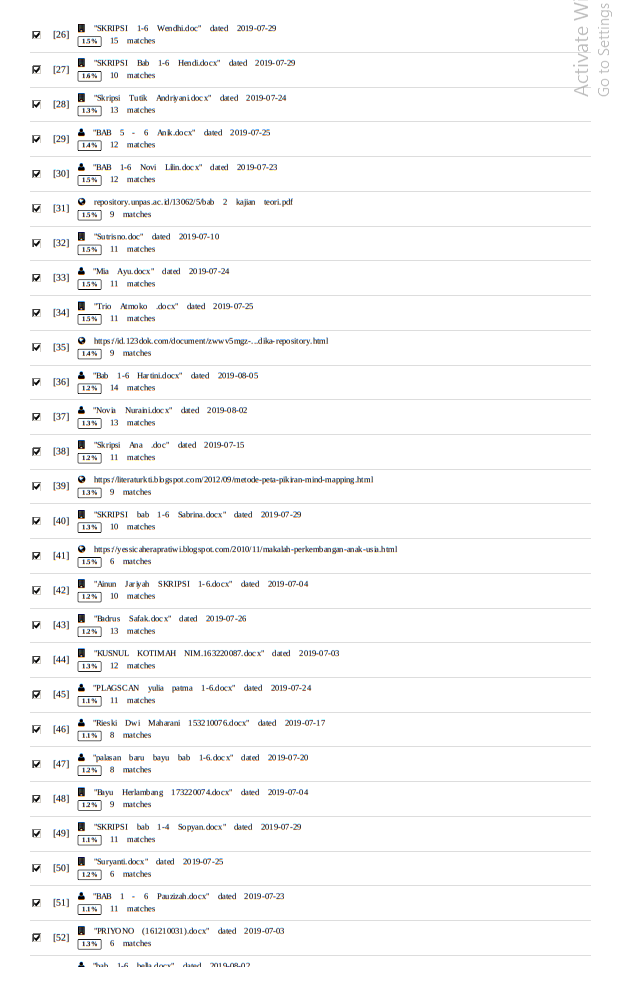 [26] "SKRIPSI 1-6 Wendhi.doc" dated 2019-07-29
1.5% 15 matches
[27] "SKRIPSI Bab 1-6 Hendi.docx" dated 2019-07-29
1.6% 10 matches
[28] "Skripsi Tutik Andriyani.docx" dated 2019-07-24
1.3% 13 matches
[29] "BAB 5 - 6 Anik.docx" dated 2019-07-25
1.4% 12 matches
[30] "BAB 1-6 Novi Lilin.docx" dated 2019-07-23
1.5% 12 matches
[31] repository.unpas.ac.id/13062/5/bab 2 kajian teori.pdf
1.5% 9 matches
[32] "Sutrisno.doc" dated 2019-07-10
1.5% 11 matches
[33] "Mia Ayu.docx" dated 2019-07-24
1.5% 11 matches
[34] "Trio Atmoko .docx" dated 2019-07-25
1.5% 11 matches
[35] https://id.123dok.com/document/zwwv5mgz-...dika-repository.html
1.4% 9 matches
[36] "Bab 1-6 Hartini.docx" dated 2019-08-05
1.2% 14 matches
[37] "Novia Nuraini.docx" dated 2019-08-02
1.3% 13 matches
[38] "Skripsi Ana .doc" dated 2019-07-15
1.2% 11 matches
[39] https://literaturkti.blogspot.com/2012/09/metode-peta-pikiran-mind-mapping.html
1.3% 9 matches
[40] "SKRIPSI bab 1-6 Sabrina.docx" dated 2019-07-29
1.3% 10 matches
[41] https://yessicaherapratiwi.blogspot.com/2010/11/makalah-perkembangan-anak-usia.html
1.5% 6 matches
[42] "Ainun Jariyah SKRIPSI 1-6.docx" dated 2019-07-04
1.2% 10 matches
[43] "Badrus Safak.docx" dated 2019-07-26
1.2% 13 matches
[44] "KUSNUL KOTIMAH NIM.163220087.docx" dated 2019-07-03
1.3% 12 matches
[45] "PLAGSCAN yulia patma 1-6.docx" dated 2019-07-24
1.1% 11 matches
[46] "Rieski Dwi Maharani 153210076.docx" dated 2019-07-17
1.1% 8 matches
[47] "palasan baru bayu bab 1-6.docx" dated 2019-07-20
1.2% 8 matches
[48] "Bayu Herlambang 173220074.docx" dated 2019-07-04
1.2% 9 matches
[49] "SKRIPSI bab 1-4 Sopyan.docx" dated 2019-07-29
1.1% 11 matches
[50] "Suryanti.docx" dated 2019-07-25
1.2% 6 matches
[51] "BAB 1 - 6 Pauzizah.docx" dated 2019-07-23
1.1% 11 matches
[52] "PRIYONO (161210031).docx" dated 2019-07-03
1.3% 6 matches
"bab 1-6 bella.docx" dated 2019-08-02
Activate Wi
Go to Settings